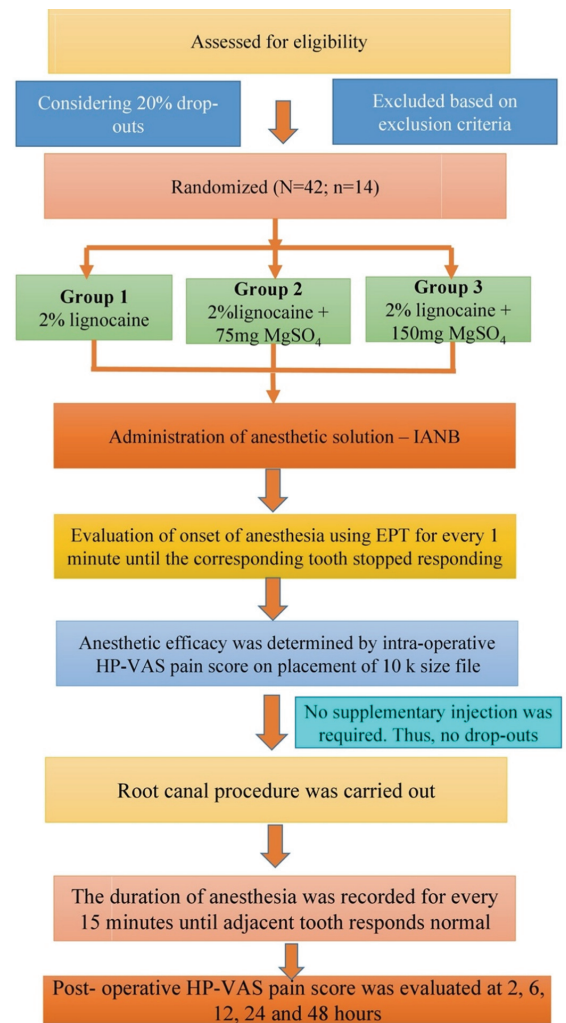 Assessed for eligibility
Considering 20% drop-
outs
Excluded based on
exclusion criteria
Randomized (N=42; n=14)
Group 1
2% lignocaine
Group 2
2%lignocaine +
75mg MgSO₄
Group 3
2% lignocaine +
150mg MgSO₄
Administration of anesthetic solution – IANB
Evaluation of onset of anesthesia using EPT for every 1
minute until the corresponding tooth stopped responding
Anesthetic efficacy was determined by intra-operative
HP-VAS pain score on placement of 10 k size file
No supplementary injection was
required. Thus, no drop-outs
Root canal procedure was carried out
The duration of anesthesia was recorded for every
15 minutes until adjacent tooth responds normal
Post- operative HP-VAS pain score was evaluated at 2, 6,
12, 24 and 48 hours